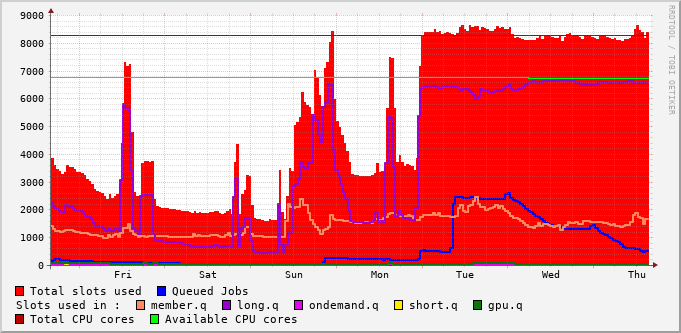 9000
8000
7000
6000
5000
4000
3000
2000
1000
0
Fri Sat Sun Mon Tue Wed Thu
RRDTOOL / TOBI OETIKER
Total slots used Queued Jobs
Slots used in : member.q long.q ondemand.q short.q gpu.q
Total CPU cores Available CPU cores